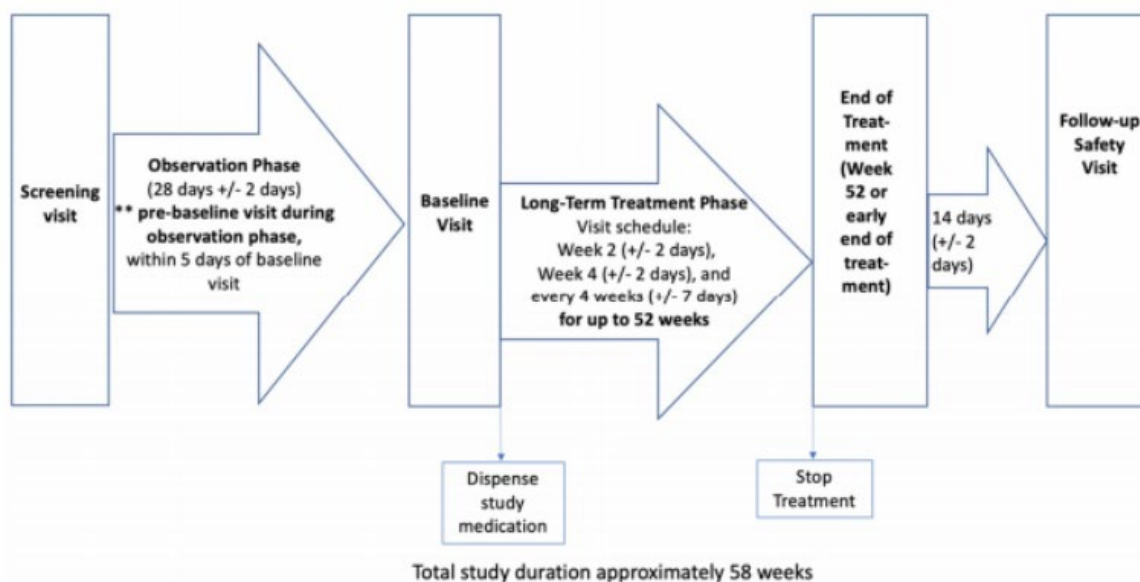 Screening
visit
Observation Phase
(28 days +/- 2 days)
** pre-baseline visit during
observation phase,
within 5 days of baseline
visit
Baseline
Visit
Long-Term Treatment Phase
Visit schedule:
Week 2 (+/- 2 days),
Week 4 (+/- 2 days), and
every 4 weeks (+/- 7 days)
for up to 52 weeks
End of
Treat-
ment
(Week
52 or
early
end of
treat-
ment)
14 days
(+/- 2
days)
Follow-up
Safety
Visit
Dispense
study
medication
Stop
Treatment
Total study duration approximately 58 weeks